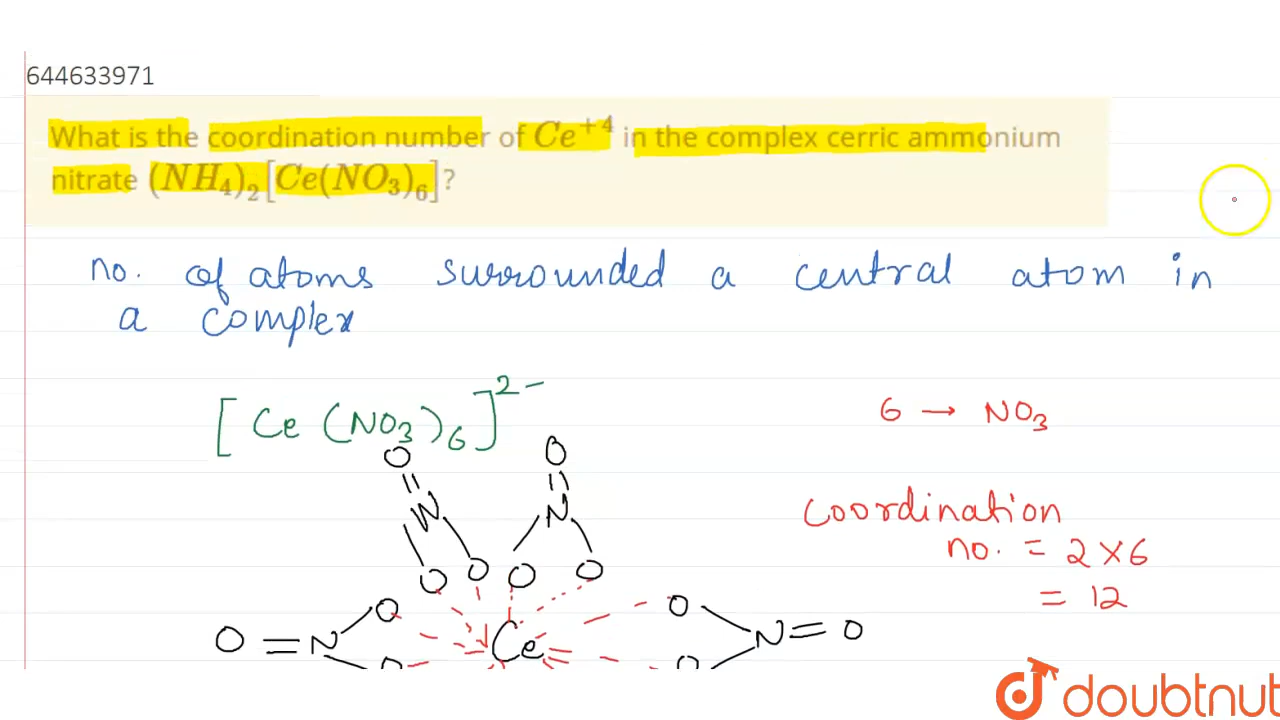 644633971
What is the coordination number of Ce⁺⁴ in the complex cerric ammonium
nitrate (NH₄)₂[Ce(NO₃)₆]?
no. of atoms surrounded a central atom in
a complex
[Ce (NO₃)₆]²⁻
6 → NO₃
O O
N N
Coordination
no. = 2×6
= 12
O O O O
O O
O = N Ce N = O
O O
doubtnut